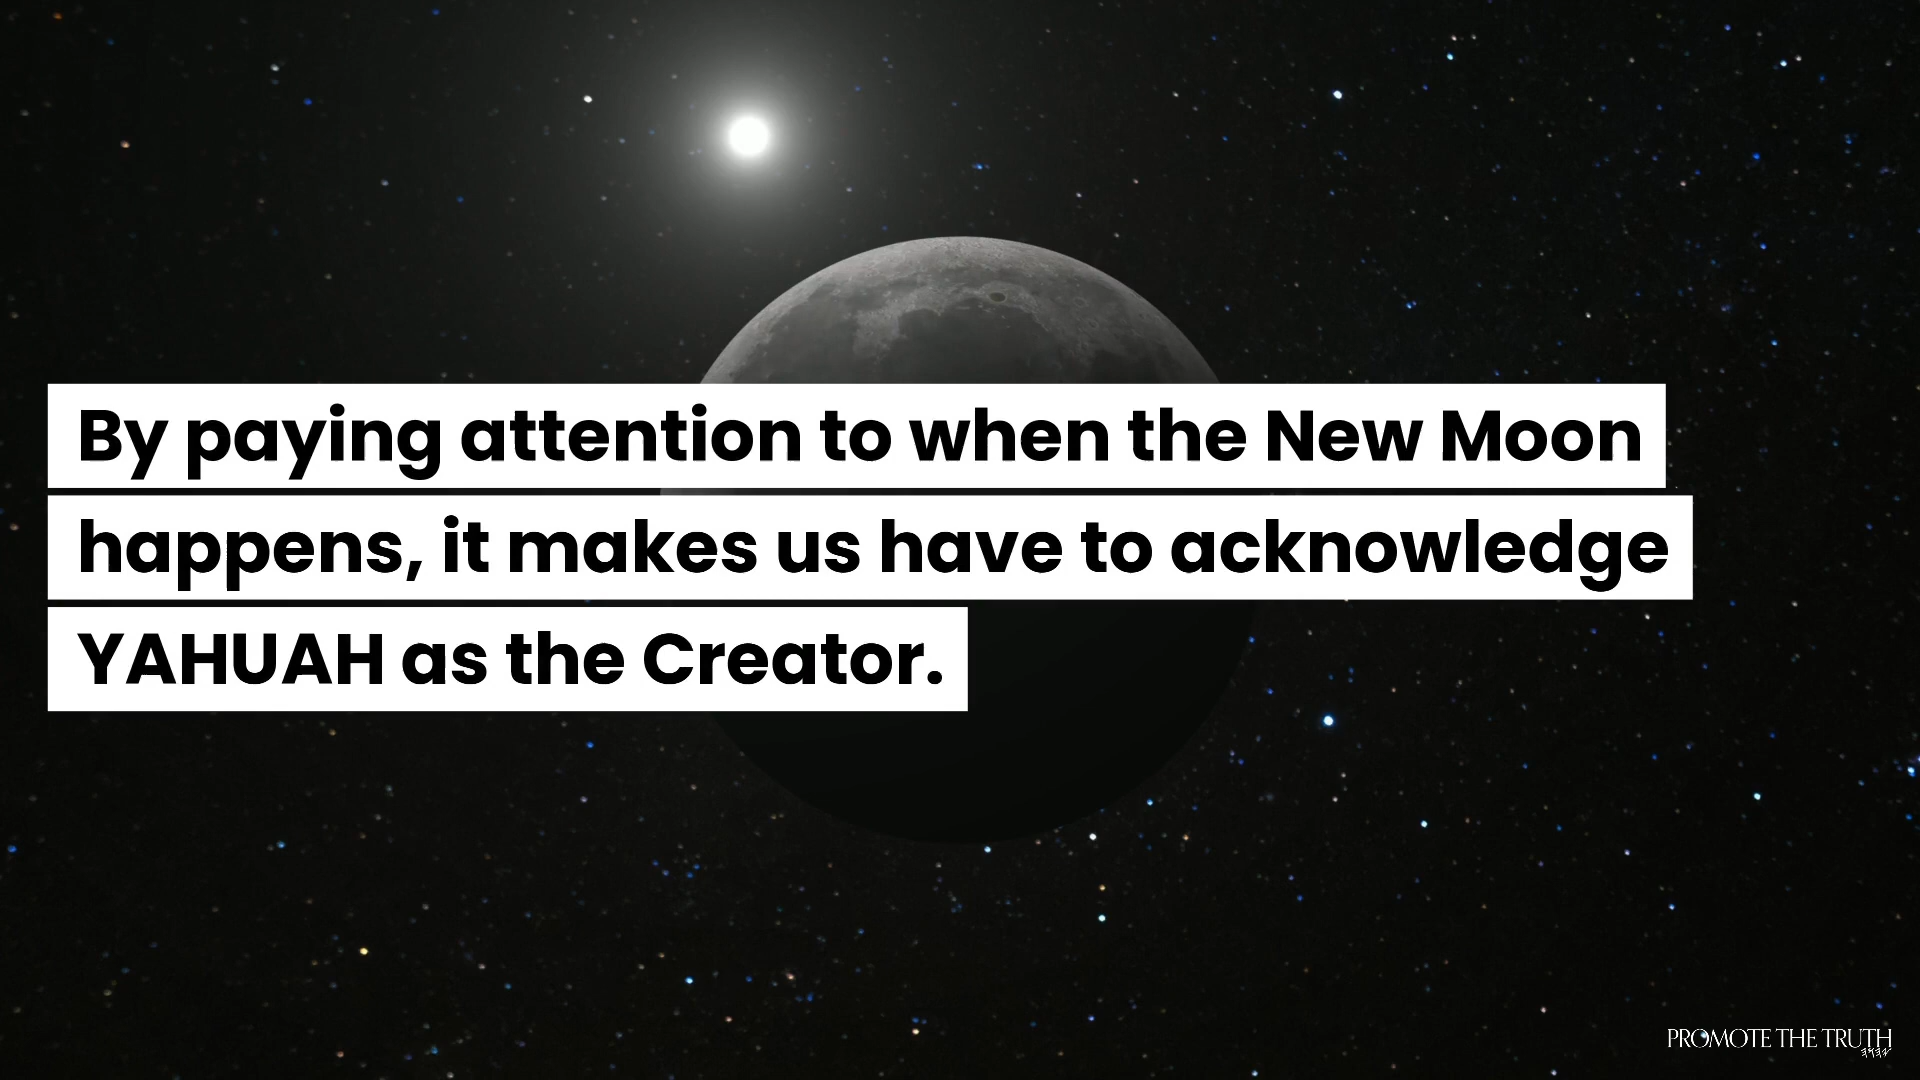 By paying attention to when the New Moon
happens, it makes us have to acknowledge
YAHUAH as the Creator.
PROMOTE THE TRUTH